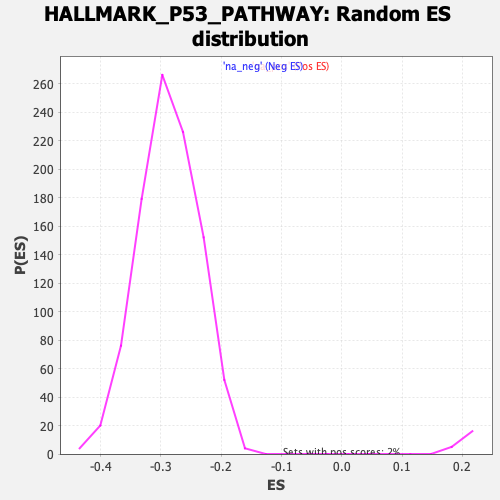 HALLMARK_P53_PATHWAY: Random ES
distribution
'na_neg' (Neg ES)os ES)
260
240
220
200
180
160
140
120
100
80
60
40
20
0
P(ES)
Sets with pos scores: 2%
-0.4 -0.3 -0.2 -0.1 0.0 0.1 0.2
ES